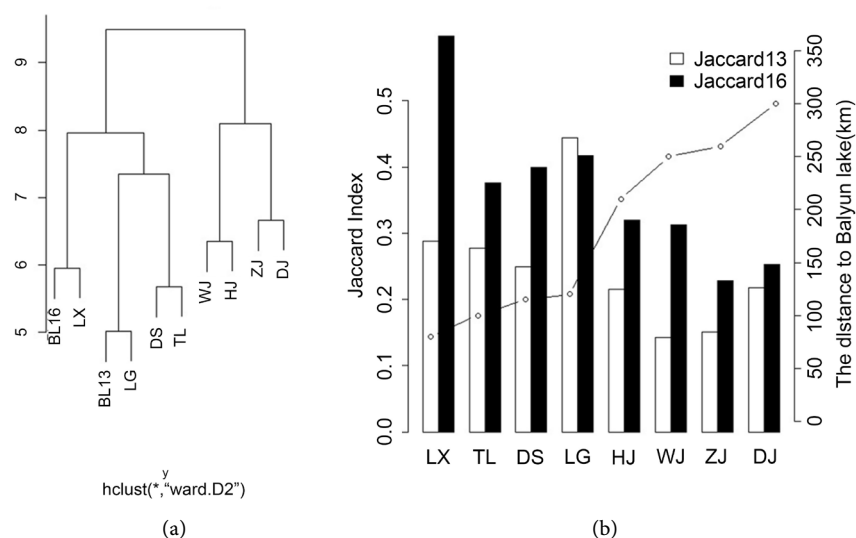 9
8
7
6
5
BL16
LX
BL13
LG
DS
TL
WJ
HJ
ZJ
DJ
y
hclust(*,“ward.D2”)
(a)
Jaccard13
Jaccard16
Jaccard Index
0.5
0.4
0.3
0.2
0.1
0.0
LX TL DS LG HJ WJ ZJ DJ
350
300
250
200
150
100
50
0
The dIstance to Balyun lake(km)
(b)